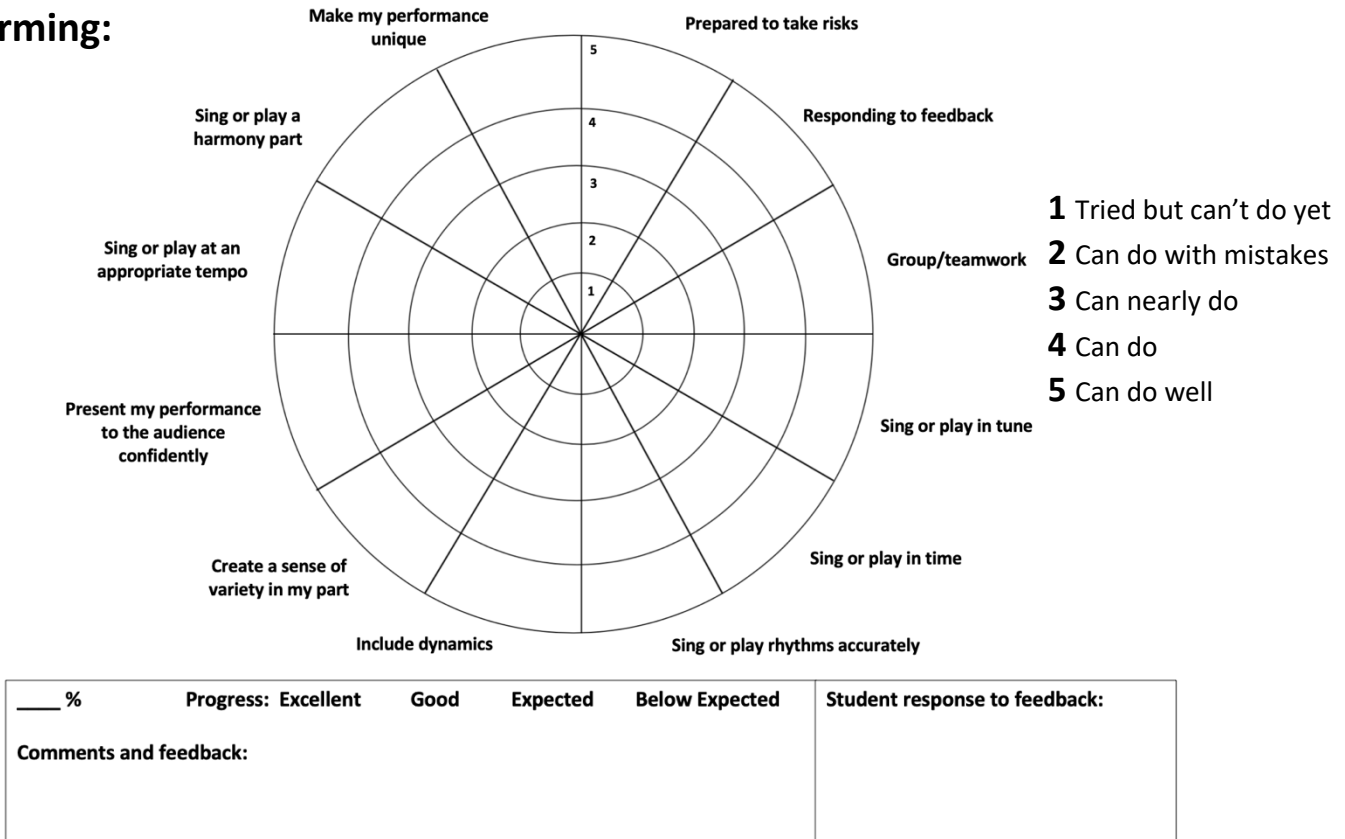 rming:
Make my performance
unique
Prepared to take risks
Sing or play a
harmony part
Responding to feedback
Sing or play at an
appropriate tempo
Group/teamwork
Present my performance
to the audience
confidently
Sing or play in tune
Create a sense of
variety in my part
Sing or play in time
Include dynamics
Sing or play rhythms accurately
5
4
3
2
1
1 Tried but can’t do yet
2 Can do with mistakes
3 Can nearly do
4 Can do
5 Can do well
____ % Progress: Excellent Good Expected Below Expected
Comments and feedback:
Student response to feedback: